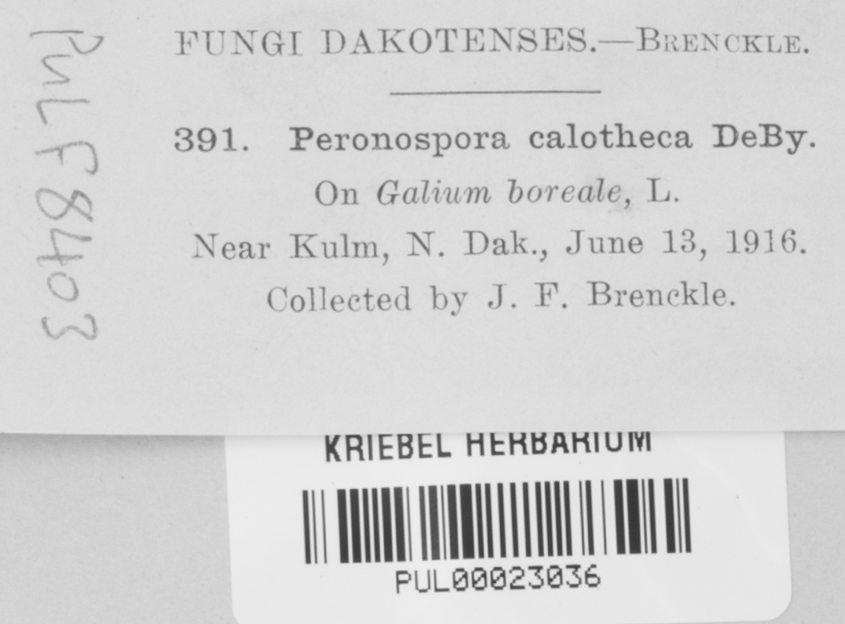 FUNGI DAKOTENSES.—BRENCKLE.
391. Peronospora calotheca DeBy.
On Galium boreale, L.
Near Kulm, N. Dak., June 13, 1916.
Collected by J. F. Brenckle.
PUL F8403
KRIEBEL HERBARIUM
PUL00023036